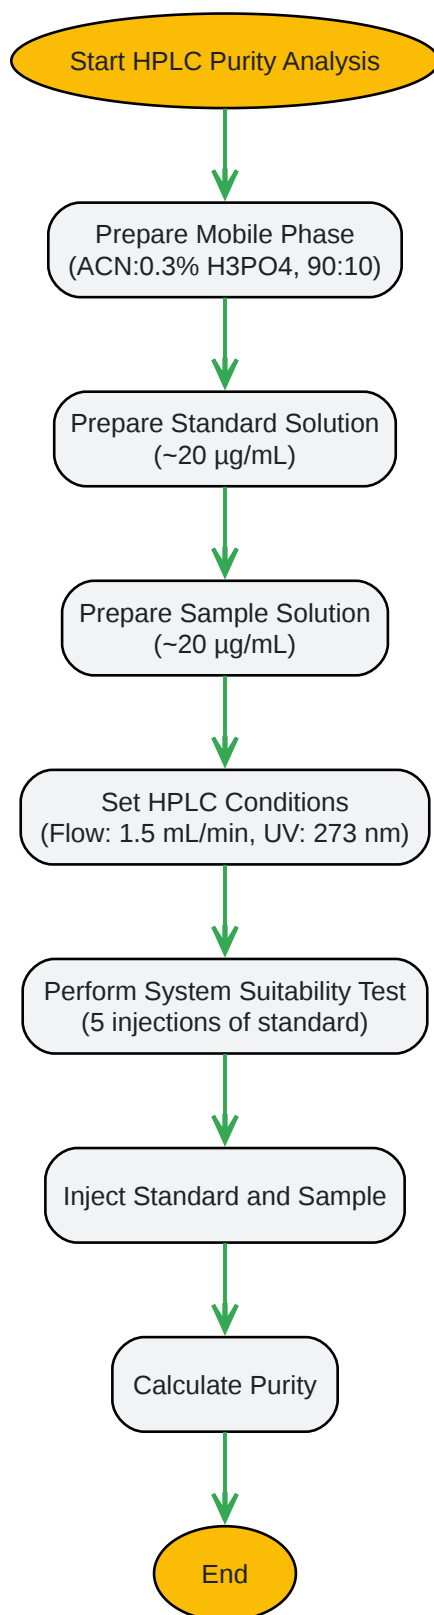 Start HPLC Purity Analysis
Prepare Mobile Phase
(ACN:0.3% H3PO4, 90:10)
Prepare Standard Solution
(~20 µg/mL)
Prepare Sample Solution
(~20 µg/mL)
Set HPLC Conditions
(Flow: 1.5 mL/min, UV: 273 nm)
Perform System Suitability Test
(5 injections of standard)
Inject Standard and Sample
Calculate Purity
End